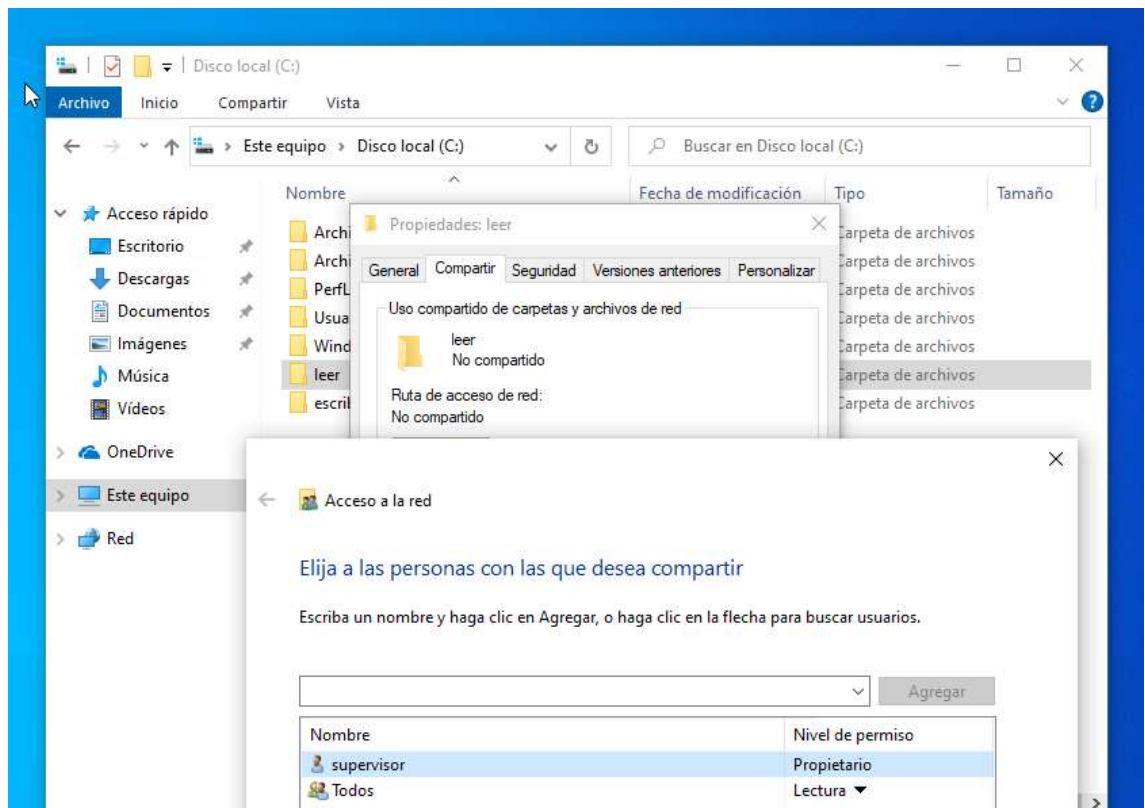 Disco local (C:)
Archivo Inicio Compartir Vista
Este equipo Disco local (C:) Buscar en Disco local (C:)
Nombre Fecha de modificación Tipo Tamaño
Acceso rápido
Escritorio
Descargas
Documentos
Imágenes
Música
Vídeos
OneDrive
Este equipo
Red
Archi
Archi
PerfL
Usua
Wind
leer
escrib
Carpeta de archivos
Carpeta de archivos
Carpeta de archivos
Carpeta de archivos
Carpeta de archivos
Carpeta de archivos
Carpeta de archivos
Propiedades: leer
General Compartir Seguridad Versiones anteriores Personalizar
Uso compartido de carpetas y archivos de red
leer
No compartido
Ruta de acceso de red:
No compartido
Acceso a la red
Elija a las personas con las que desea compartir
Escriba un nombre y haga clic en Agregar, o haga clic en la flecha para buscar usuarios.
Agregar
Nombre Nivel de permiso
supervisor Propietario
Todos Lectura